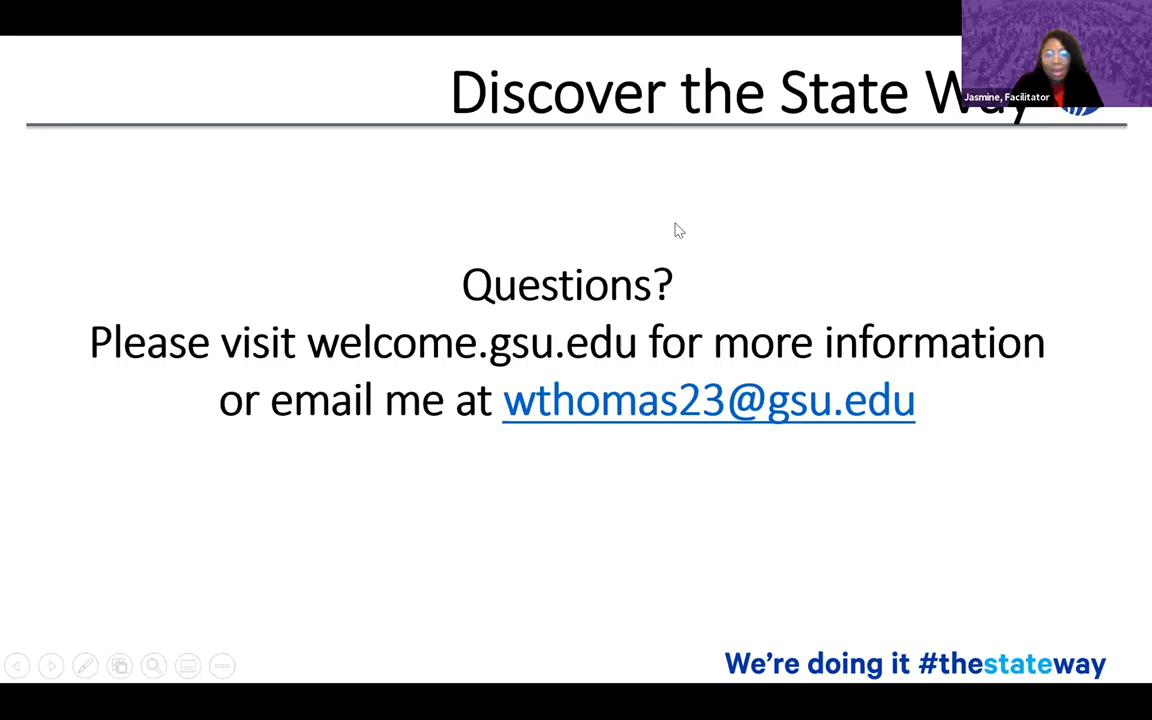 Discover the State Way
Jasmine, Facilitator
Questions?
Please visit welcome.gsu.edu for more information
or email me at wthomas23@gsu.edu
We're doing it #thestateway